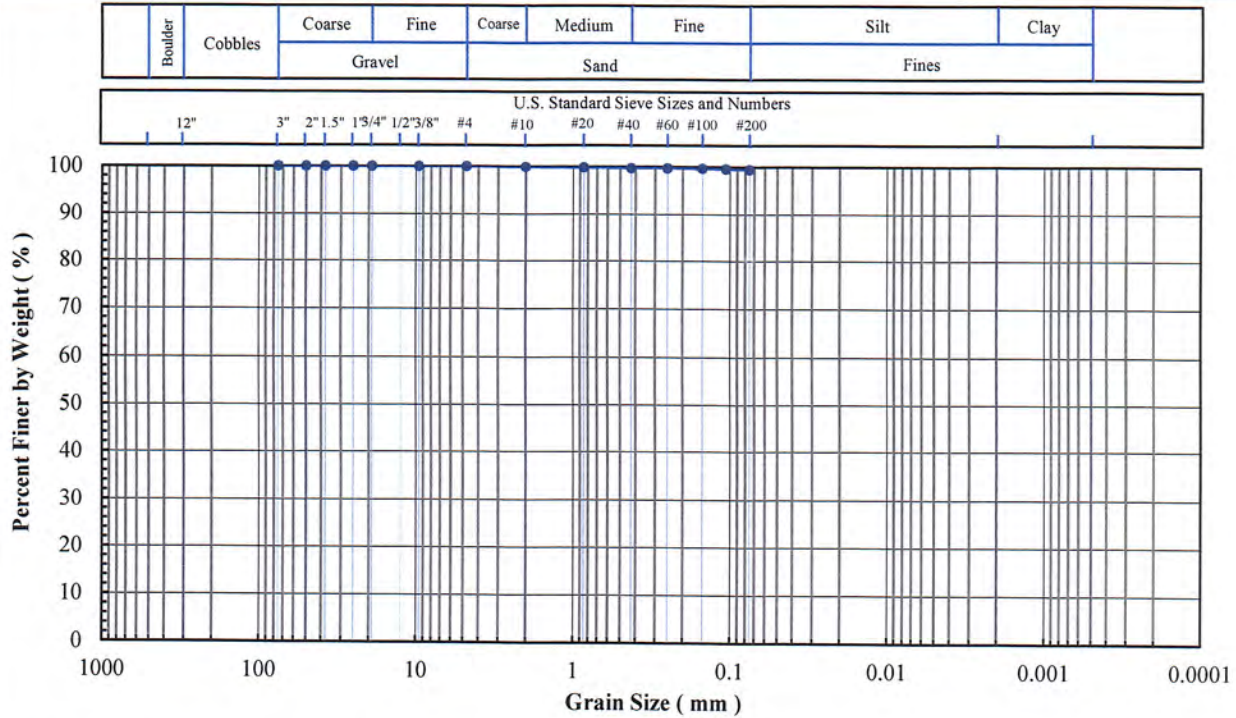 Boulder
Cobbles
Coarse Fine Coarse Medium Fine Silt Clay
Gravel Sand Fines
U.S. Standard Sieve Sizes and Numbers
12" 3" 2" 1.5" 1" 3/4" 1/2" 3/8" #4 #10 #20 #40 #60 #100 #200
Percent Finer by Weight ( % )
100
90
80
70
60
50
40
30
20
10
0
1000 100 10 1 0.1 0.01 0.001 0.0001
Grain Size ( mm )